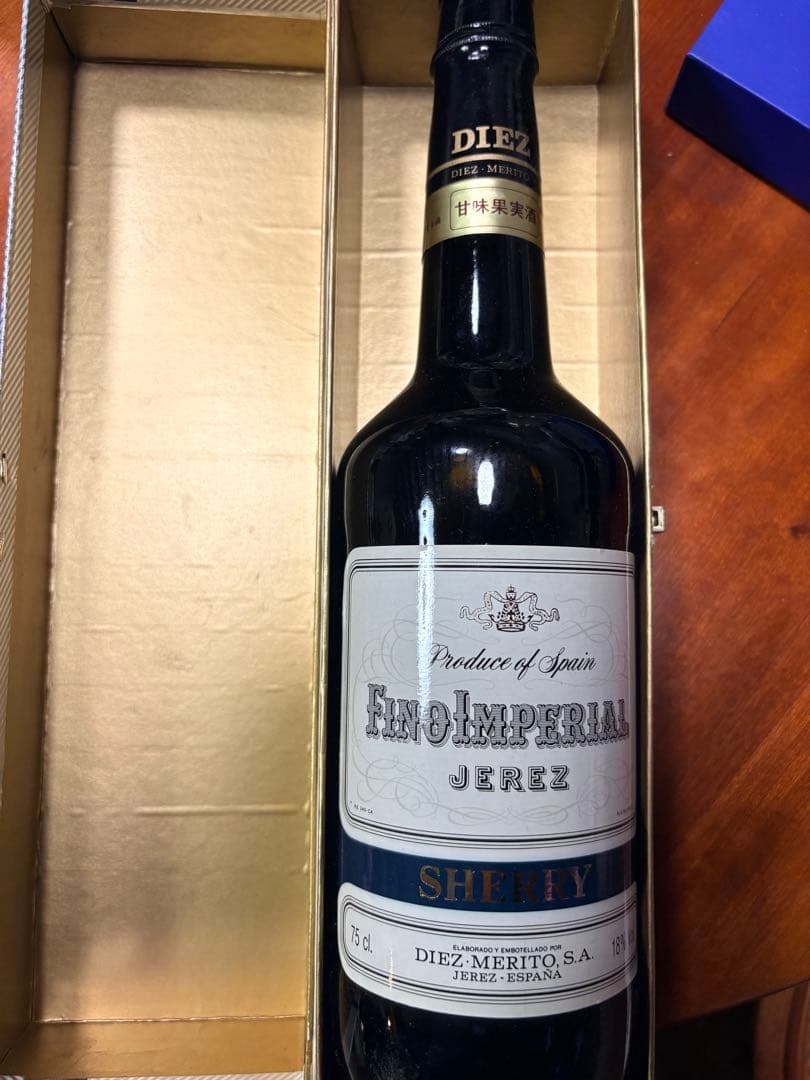 DIEZ
DIEZ · MERITO
甘味果実酒
Produce of Spain
FINO IMPERIAL
JEREZ
SHERRY
75 cl.
ELABORADO Y EMBOTELLADO POR
DIEZ · MERITO, S.A.
JEREZ - ESPAÑA
18%